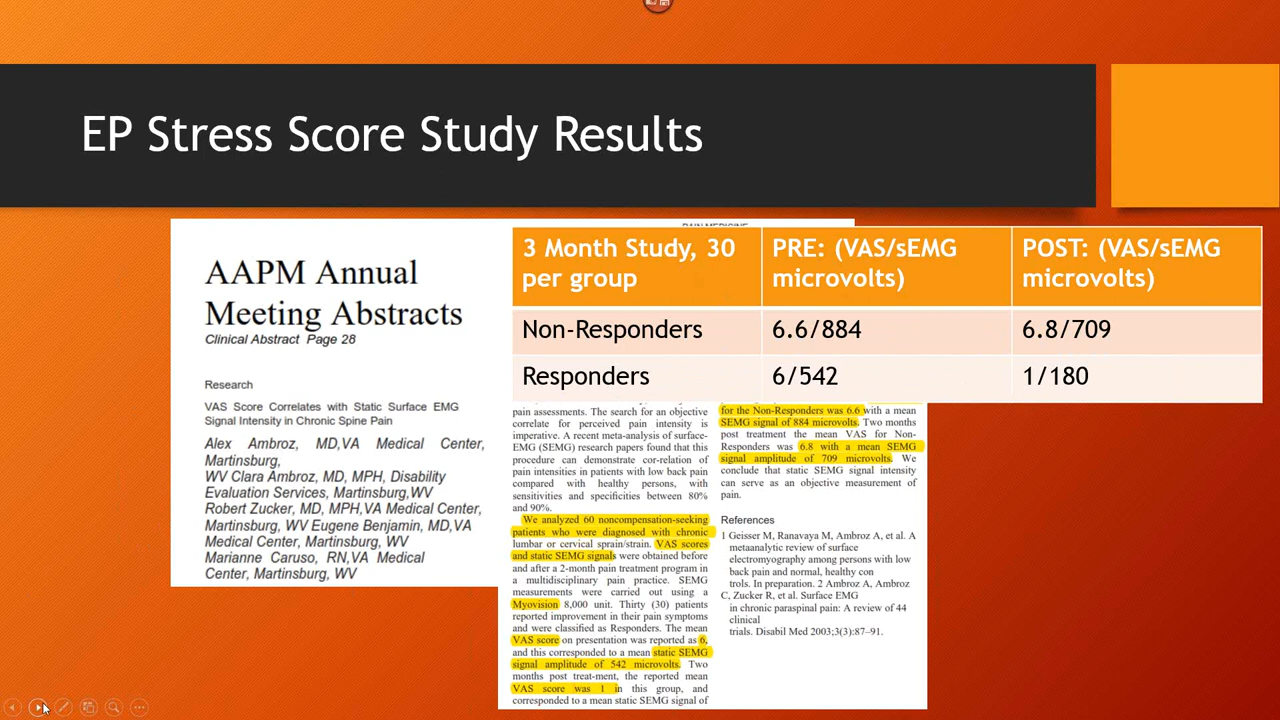 EP Stress Score Study Results
AAPM Annual
Meeting Abstracts
Clinical Abstract Page 28
Research
VAS Score Correlates with Static Surface EMG
Signal Intensity in Chronic Spine Pain
Alex Ambroz, MD,VA Medical Center,
Martinsburg,
WV Clara Ambroz, MD, MPH, Disability
Evaluation Services, Martinsburg,WV
Robert Zucker, MD, MPH,VA Medical Center,
Martinsburg, WV Eugene Benjamin, MD,VA
Medical Center, Martinsburg, WV
Marianne Caruso, RN,VA Medical
Center, Martinsburg, WV
3 Month Study, 30 per group PRE: (VAS/sEMG microvolts) POST: (VAS/sEMG microvolts)
Non-Responders 6.6/884 6.8/709
Responders 6/542 1/180
pain assessments. The search for an objective
correlate for perceived pain intensity is
imperative. A recent meta-analysis of surface-
EMG (SEMG) research papers found that this
procedure can demonstrate cor-relation of
pain intensities in patients with low back pain
compared with healthy persons, with
sensitivities and specificities between 80%
and 90%.
We analyzed 60 noncompensation-seeking
patients who were diagnosed with chronic
lumbar or cervical sprain/strain. VAS scores
and static SEMG signals were obtained before
and after a 2-month pain treatment program in
a multidisciplinary pain practice. SEMG
measurements were carried out using a
Myovision 8,000 unit. Thirty (30) patients
reported improvement in their pain symptoms
and were classified as Responders. The mean
VAS score on presentation was reported as 6,
and this corresponded to a mean static SEMG
signal amplitude of 542 microvolts. Two
months post treat-ment, the reported mean
VAS score was 1 in this group, and
corresponded to a mean static SEMG signal of
for the Non-Responders was 6.6 with a mean
SEMG signal of 884 microvolts. Two months
post treatment the mean VAS for Non-
Responders was 6.8 with a mean SEMG
signal amplitude of 709 microvolts. We
conclude that static SEMG signal intensity
can serve as an objective measurement of
pain.
References
1 Geisser M, Ranavaya M, Ambroz A, et al. A
metaanalytic review of surface
electromyography among persons with low
back pain and normal, healthy con
trols. In preparation. 2 Ambroz A, Ambroz
C, Zucker R, et al. Surface EMG
in chronic paraspinal pain: A review of 44
clinical
trials. Disabil Med 2003;3(3):87–91.